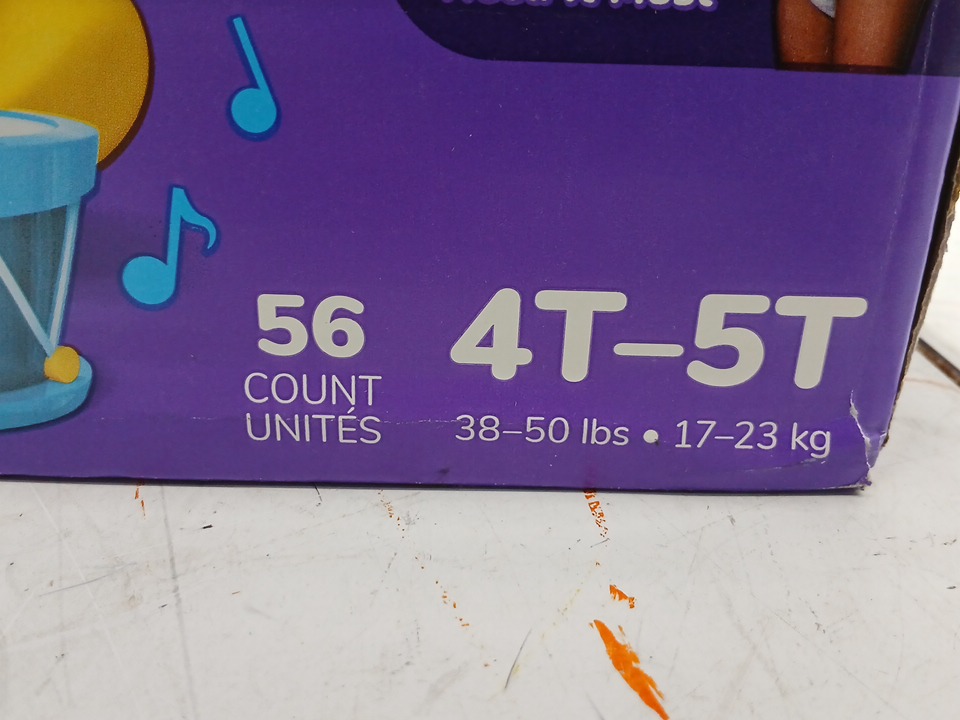 56
COUNT
UNITÉS
4T–5T
38–50 lbs • 17–23 kg